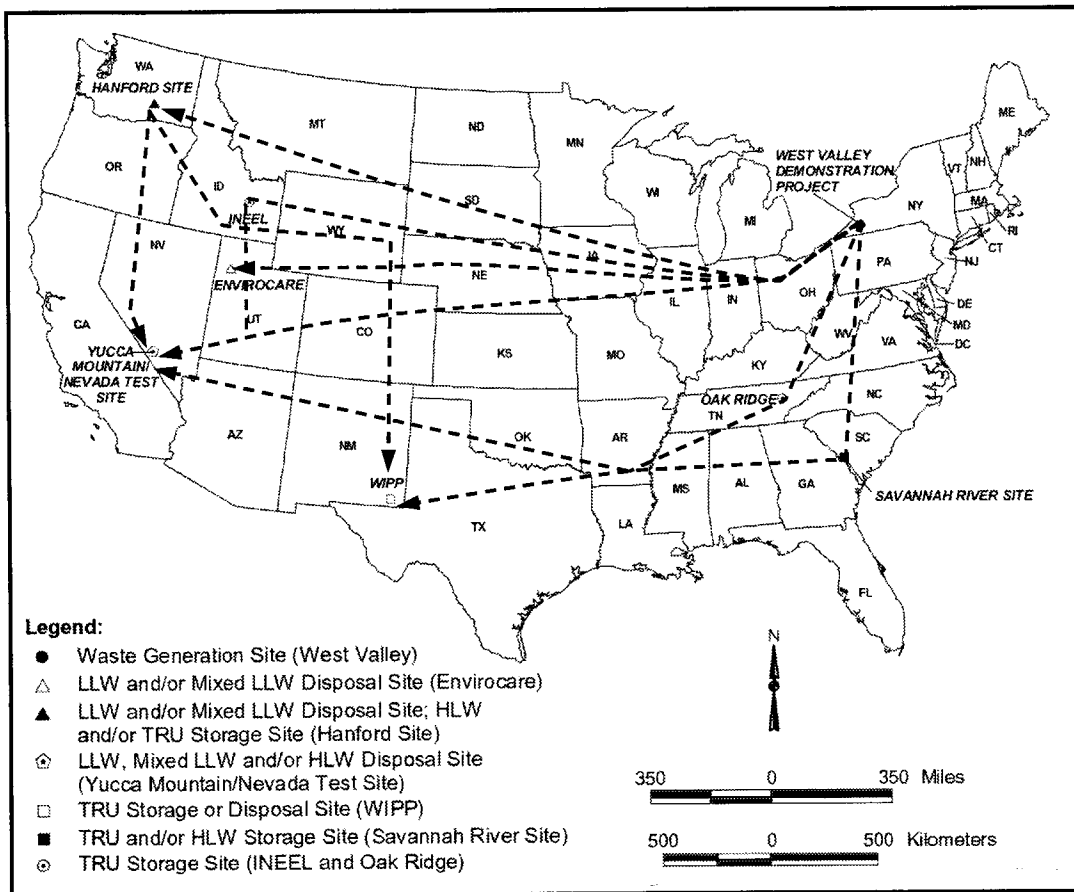 WA
HANFORD SITE
MT
ND
MN
ME
OR
ID
WEST VALLEY
DEMONSTRATION
PROJECT
VT
NH
WI
SD
MI
NY
MA
INEEL
WY
RI
CT
NV
IA
NE
PA
NJ
ENVIROCARE
IL
IN
OH
DE
CA
UT
CO
WV
MD
VA
DC
YUCCA
MOUNTAIN/
NEVADA TEST
SITE
KS
MO
KY
OAK RIDGE
TN
NC
AZ
NM
OK
AR
SC
WIPP
MS
AL
GA
SAVANNAH RIVER SITE
TX
LA
FL
Legend:
Waste Generation Site (West Valley)
LLW and/or Mixed LLW Disposal Site (Envirocare)
LLW and/or Mixed LLW Disposal Site; HLW
and/or TRU Storage Site (Hanford Site)
LLW, Mixed LLW and/or HLW Disposal Site
(Yucca Mountain/Nevada Test Site)
TRU Storage or Disposal Site (WIPP)
TRU and/or HLW Storage Site (Savannah River Site)
TRU Storage Site (INEEL and Oak Ridge)
N
350 0 350 Miles
500 0 500 Kilometers